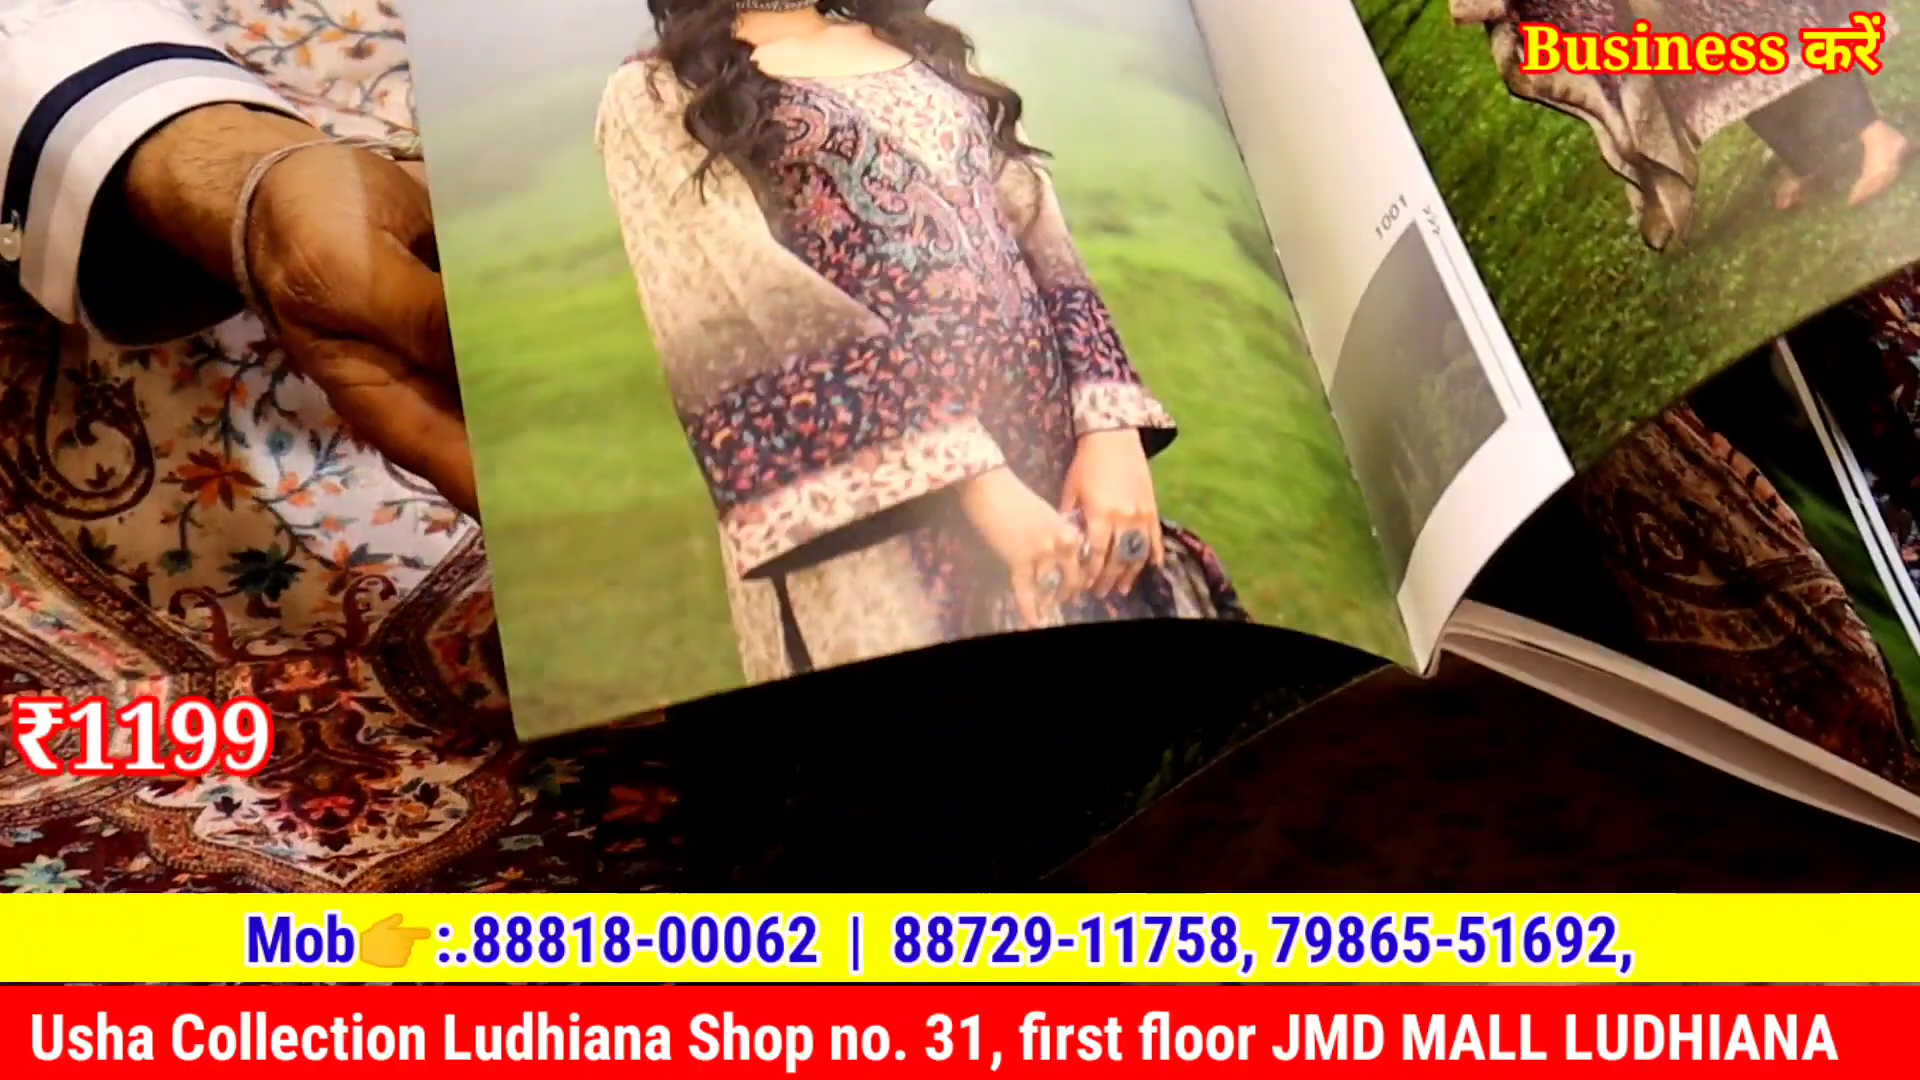 Business करें
1001
₹1199
Mob👉:.88818-00062 | 88729-11758, 79865-51692,
Usha Collection Ludhiana Shop no. 31, first floor JMD MALL LUDHIANA